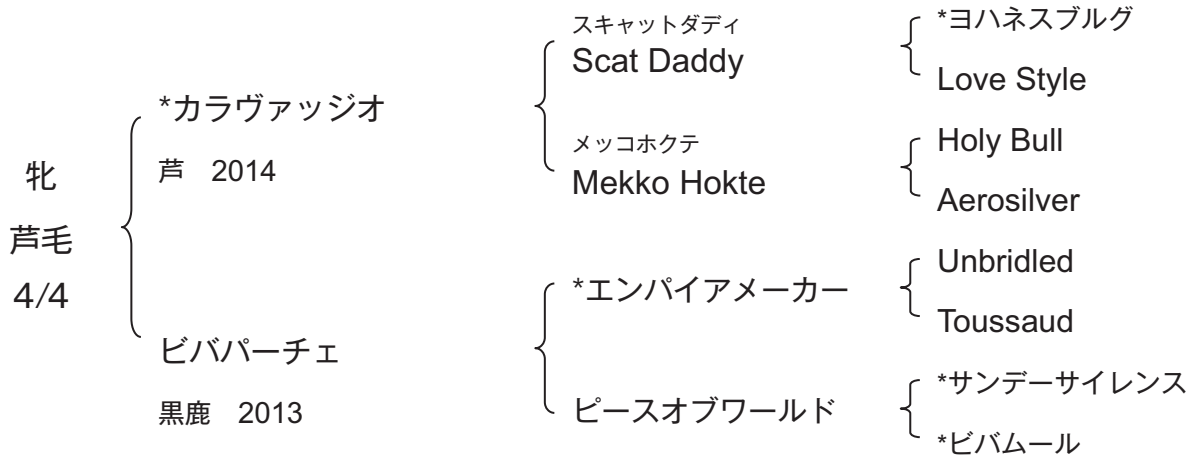 牝
芦毛
4/4
*カラヴァッジオ
芦　2014
ビバパーチェ
黒鹿　2013
スキャットダディ
Scat Daddy
メッコホクテ
Mekko Hokte
*エンパイアメーカー
ピースオブワールド
*ヨハネスブルグ
Love Style
Holy Bull
Aerosilver
Unbridled
Toussaud
*サンデーサイレンス
*ビバムール